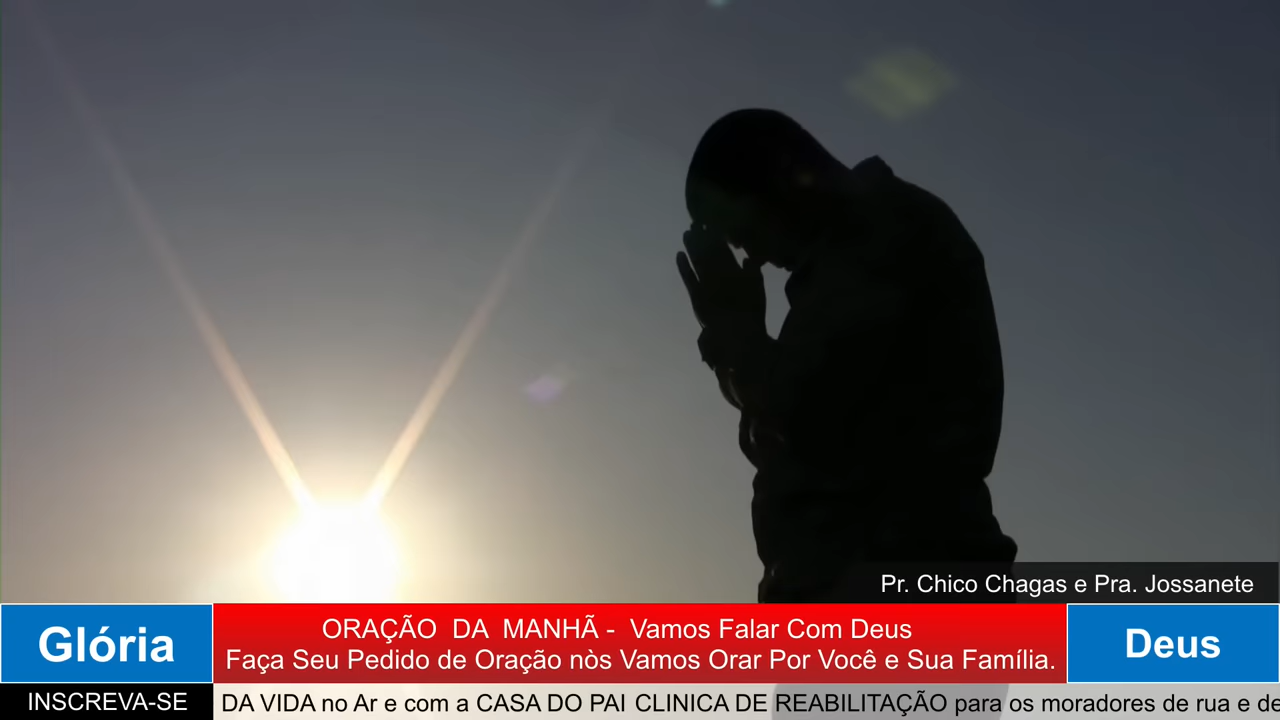 Pr. Chico Chagas e Pra. Jossanete
Glória
ORAÇÃO DA MANHÃ - Vamos Falar Com Deus
Faça Seu Pedido de Oração nòs Vamos Orar Por Você e Sua Família.
Deus
INSCREVA-SE
DA VIDA no Ar e com a CASA DO PAI CLINICA DE REABILITAÇÃO para os moradores de rua e de